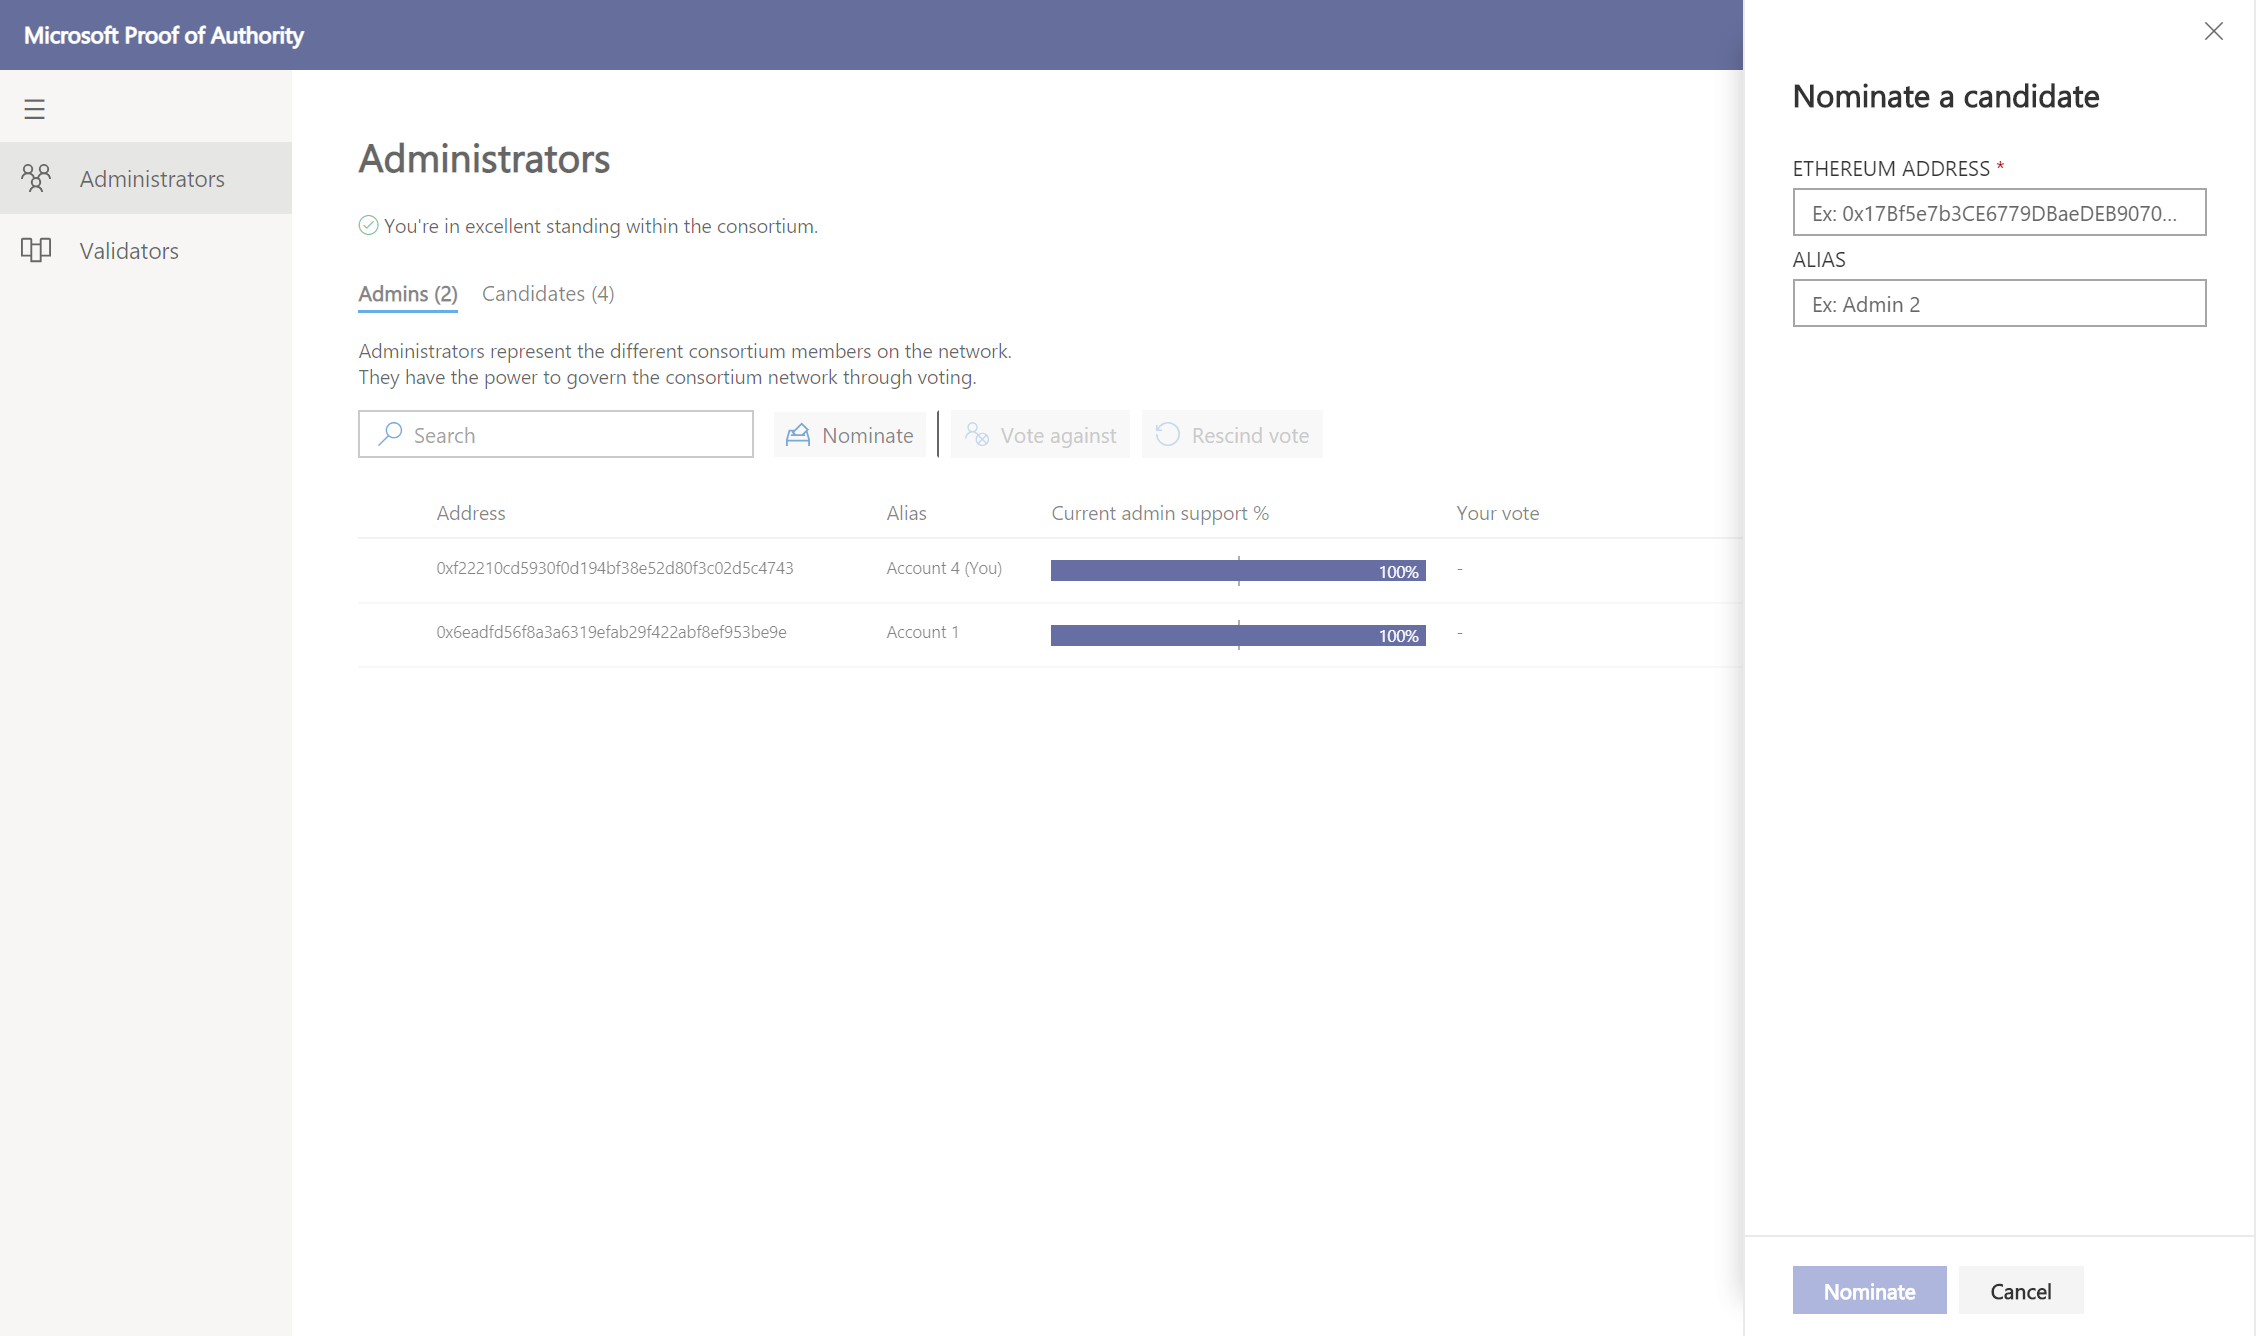 Microsoft Proof of Authority
Administrators
Validators
Administrators
You're in excellent standing within the consortium.
Admins (2) Candidates (4)
Administrators represent the different consortium members on the network.
They have the power to govern the consortium network through voting.
Search Nominate Vote against Rescind vote
Address Alias Current admin support % Your vote
0xf22210cd5930f0d194bf38e52d80f3c02d5c4743 Account 4 (You) 100% -
0x6eadfd56f8a3a6319efab29f422abf8ef953be9e Account 1 100% -
Nominate a candidate
ETHEREUM ADDRESS *
Ex: 0x17Bf5e7b3CE6779DBaeDEB9070...
ALIAS
Ex: Admin 2
Nominate Cancel